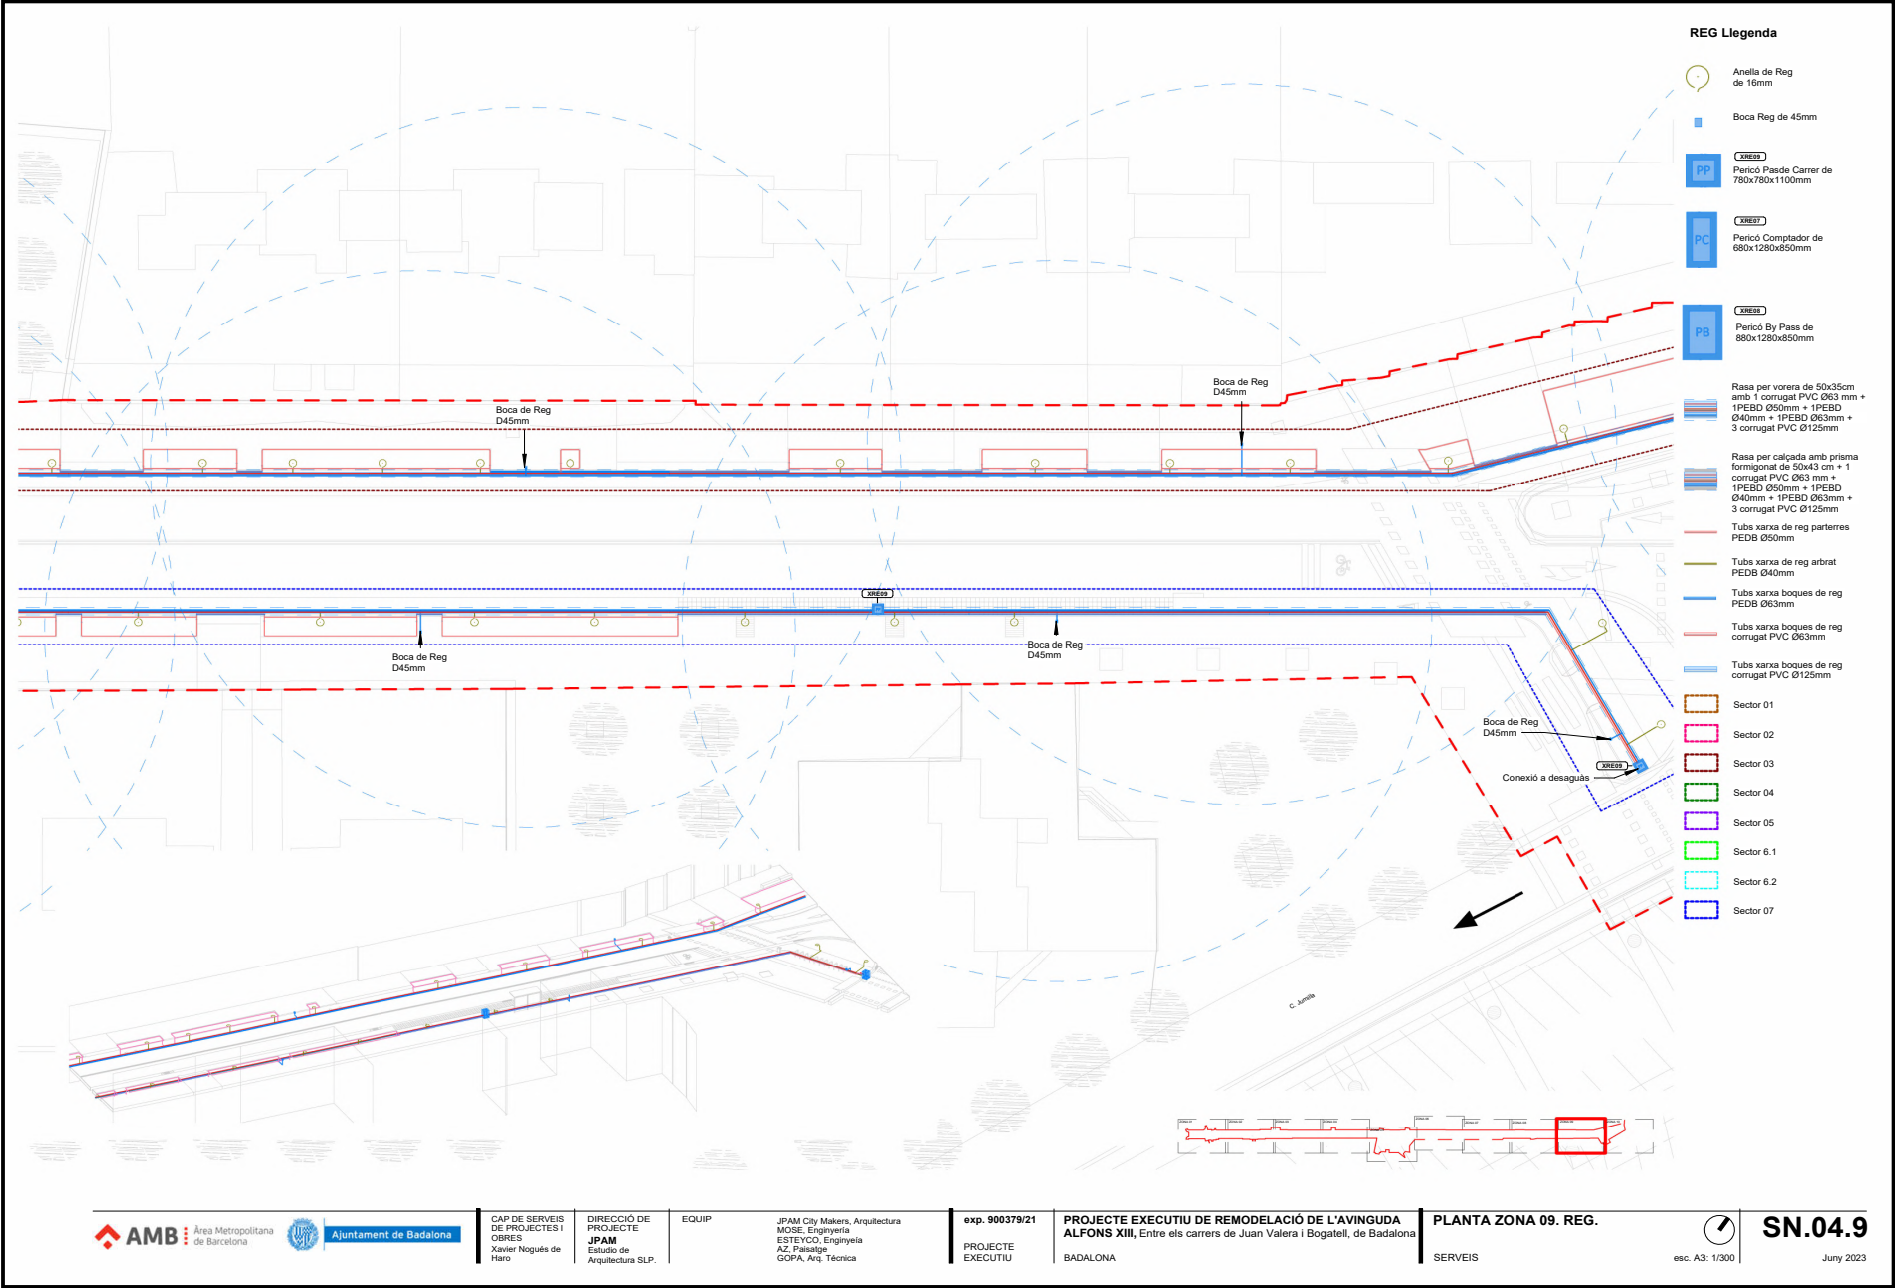 REG Llegenda
Anella de Reg
de 16mm
Boca Reg de 45mm
XRE09
PP
Pericó Pasde Carrer de
780x780x1100mm
XRE07
PC
Pericó Comptador de
680x1280x850mm
XRE08
PB
Pericó By Pass de
880x1280x850mm
Rasa per vorera de 50x35cm
amb 1 corrugat PVC Ø63 mm +
1PEBD Ø50mm + 1PEBD
Ø40mm + 1PEBD Ø63mm +
3 corrugat PVC Ø125mm
Rasa per calçada amb prisma
formigonat de 50x43 cm + 1
corrugat PVC Ø63 mm +
1PEBD Ø50mm + 1PEBD
Ø40mm + 1PEBD Ø63mm +
3 corrugat PVC Ø125mm
Tubs xarxa de reg parterres
PEDB Ø50mm
Tubs xarxa de reg arbrat
PEDB Ø40mm
Tubs xarxa boques de reg
PEDB Ø63mm
Tubs xarxa boques de reg
corrugat PVC Ø63mm
Tubs xarxa boques de reg
corrugat PVC Ø125mm
Sector 01
Sector 02
Sector 03
Sector 04
Sector 05
Sector 6.1
Sector 6.2
Sector 07
Boca de Reg
D45mm
Boca de Reg
D45mm
XRE09
Boca de Reg
D45mm
Boca de Reg
D45mm
Boca de Reg
D45mm
XRE09
Conexió a desaguàs
C. Jumilla
AMB
Àrea Metropolitana
de Barcelona
Ajuntament de Badalona
CAP DE SERVEIS
DE PROJECTES I
OBRES
Xavier Nogués de
Haro
DIRECCIÓ DE
PROJECTE
JPAM
Estudio de
Arquitectura SLP.
EQUIP
JPAM City Makers, Arquitectura
MOSE, Enginyería
ESTEYCO, Enginyeía
AZ, Paisatge
GOPA, Arq. Técnica
exp. 900379/21
PROJECTE
EXECUTIU
PROJECTE EXECUTIU DE REMODELACIÓ DE L'AVINGUDA
ALFONS XIII, Entre els carrers de Juan Valera i Bogatell, de Badalona
BADALONA
PLANTA ZONA 09. REG.
SERVEIS
esc. A3: 1/300
SN.04.9
Juny 2023